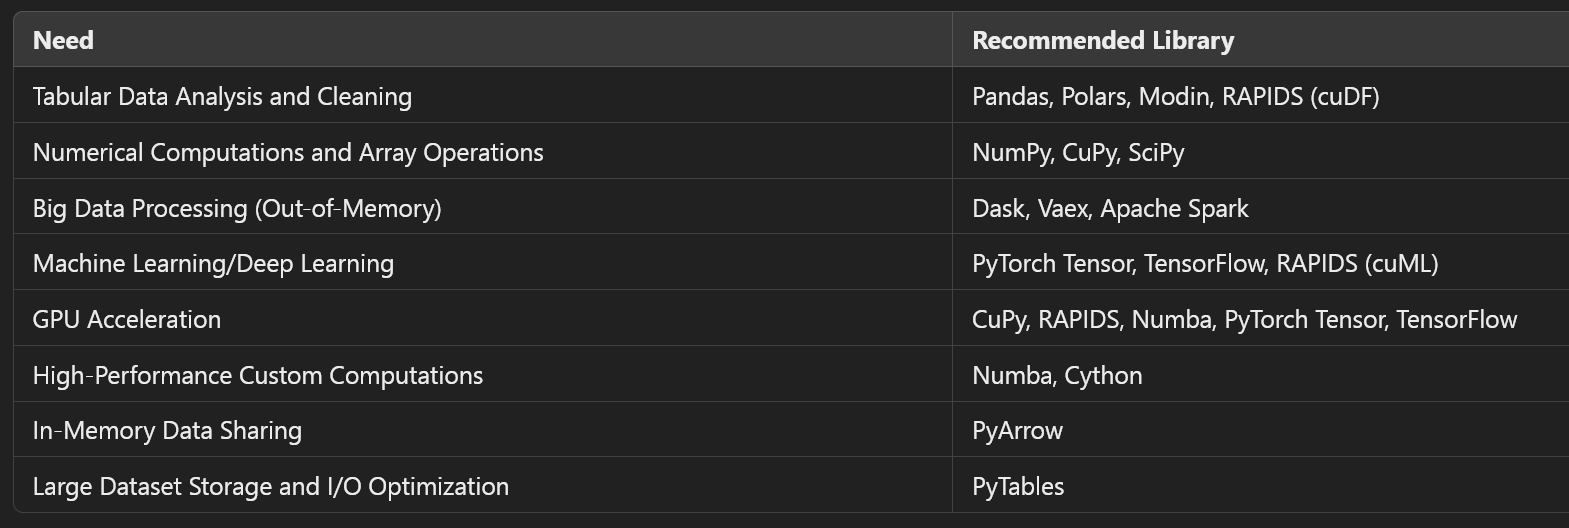 Need Recommended Library
Tabular Data Analysis and Cleaning Pandas, Polars, Modin, RAPIDS (cuDF)
Numerical Computations and Array Operations NumPy, CuPy, SciPy
Big Data Processing (Out-of-Memory) Dask, Vaex, Apache Spark
Machine Learning/Deep Learning PyTorch Tensor, TensorFlow, RAPIDS (cuML)
GPU Acceleration CuPy, RAPIDS, Numba, PyTorch Tensor, TensorFlow
High-Performance Custom Computations Numba, Cython
In-Memory Data Sharing PyArrow
Large Dataset Storage and I/O Optimization PyTables